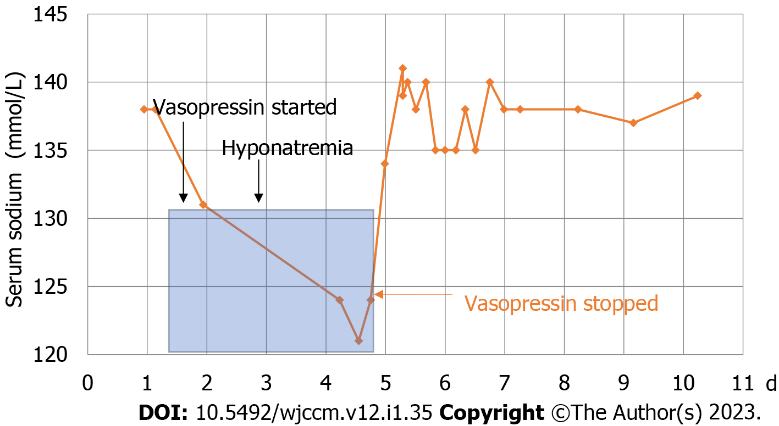 145
140
135
130
125
120
Serum sodium (mmol/L)
Vasopressin started
Hyponatremia
Vasopressin stopped
0 1 2 3 4 5 6 7 8 9 10 11 d
DOI: 10.5492/wjccm.v12.i1.35 Copyright ©The Author(s) 2023.